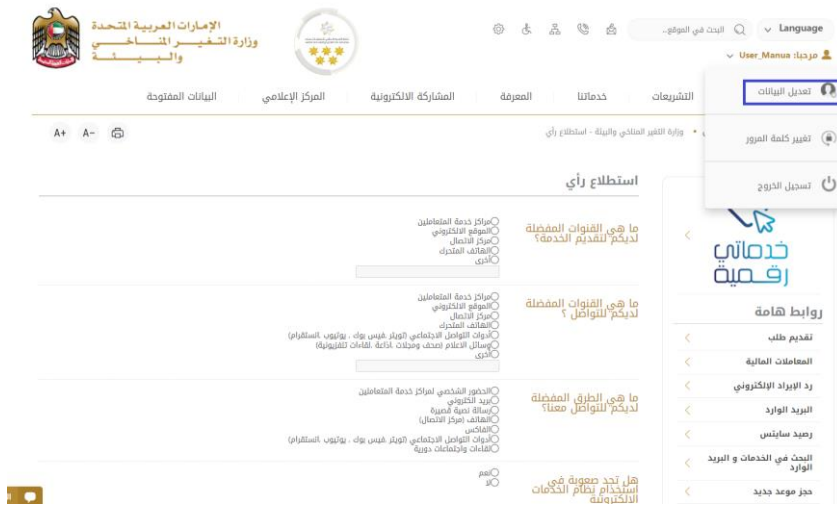 الإمارات العربية المتحدة
وزارة التغير المناخي
والبيئة
Language
البحث في الموقع..
مرحبا: User_Manua
تعديل البيانات
تغيير كلمة المرور
تسجيل الخروج
التشريعات
خدماتنا
المعرفة
المشاركة الالكترونية
المركز الإعلامي
البيانات المفتوحة
وزارة التغير المناخي والبيئة - استطلاع رأي
A+ A-
استطلاع رأي
ما هي القنوات المفضلة
لديكم لتقديم الخدمة؟
مراكز خدمة المتعاملين
الموقع الالكتروني
مركز الاتصال
الهاتف المتحرك
أخرى
ما هي القنوات المفضلة
لديكم للتواصل ؟
مراكز خدمة المتعاملين
الموقع الالكتروني
مركز الاتصال
الهاتف المتحرك
أدوات التواصل الاجتماعي (تويتر ,فيس بوك , يوتيوب ,انستقرام)
وسائل الاعلام (صحف ومجلات ,اذاعة ,لقاءات تلفزيونية)
أخرى
ما هي الطرق المفضلة
لديكم للتواصل معنا؟
الحضور الشخصي لمراكز خدمة المتعاملين
بريد الكتروني
رسالة نصية قصيرة
الهاتف (مركز الاتصال)
الفاكس
أدوات التواصل الاجتماعي (تويتر ,فيس بوك , يوتيوب ,انستقرام)
لقاءات واجتماعات دورية
هل تجد صعوبة في
استخدام نظام الخدمات
الالكترونية
نعم
لا
خدماتي
رقمية
روابط هامة
تقديم طلب
المعاملات المالية
رد الإيراد الإلكتروني
البريد الوارد
رصيد سايتس
البحث في الخدمات و البريد
الوارد
حجز موعد جديد